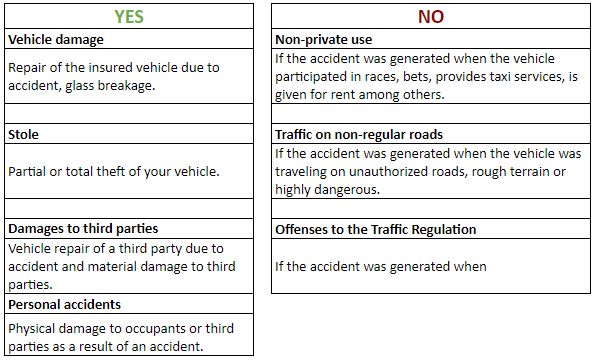 YES
Vehicle damage
Repair of the insured vehicle due to
accident, glass breakage.
Stole
Partial or total theft of your vehicle.
Damages to third parties
Vehicle repair of a third party due to
accident and material damage to third
parties.
Personal accidents
Physical damage to occupants or third
parties as a result of an accident.
NO
Non-private use
If the accident was generated when the vehicle
participated in races, bets, provides taxi services, is
given for rent among others.
Traffic on non-regular roads
If the accident was generated when the vehicle was
traveling on unauthorized roads, rough terrain or
highly dangerous.
Offenses to the Traffic Regulation
If the accident was generated when